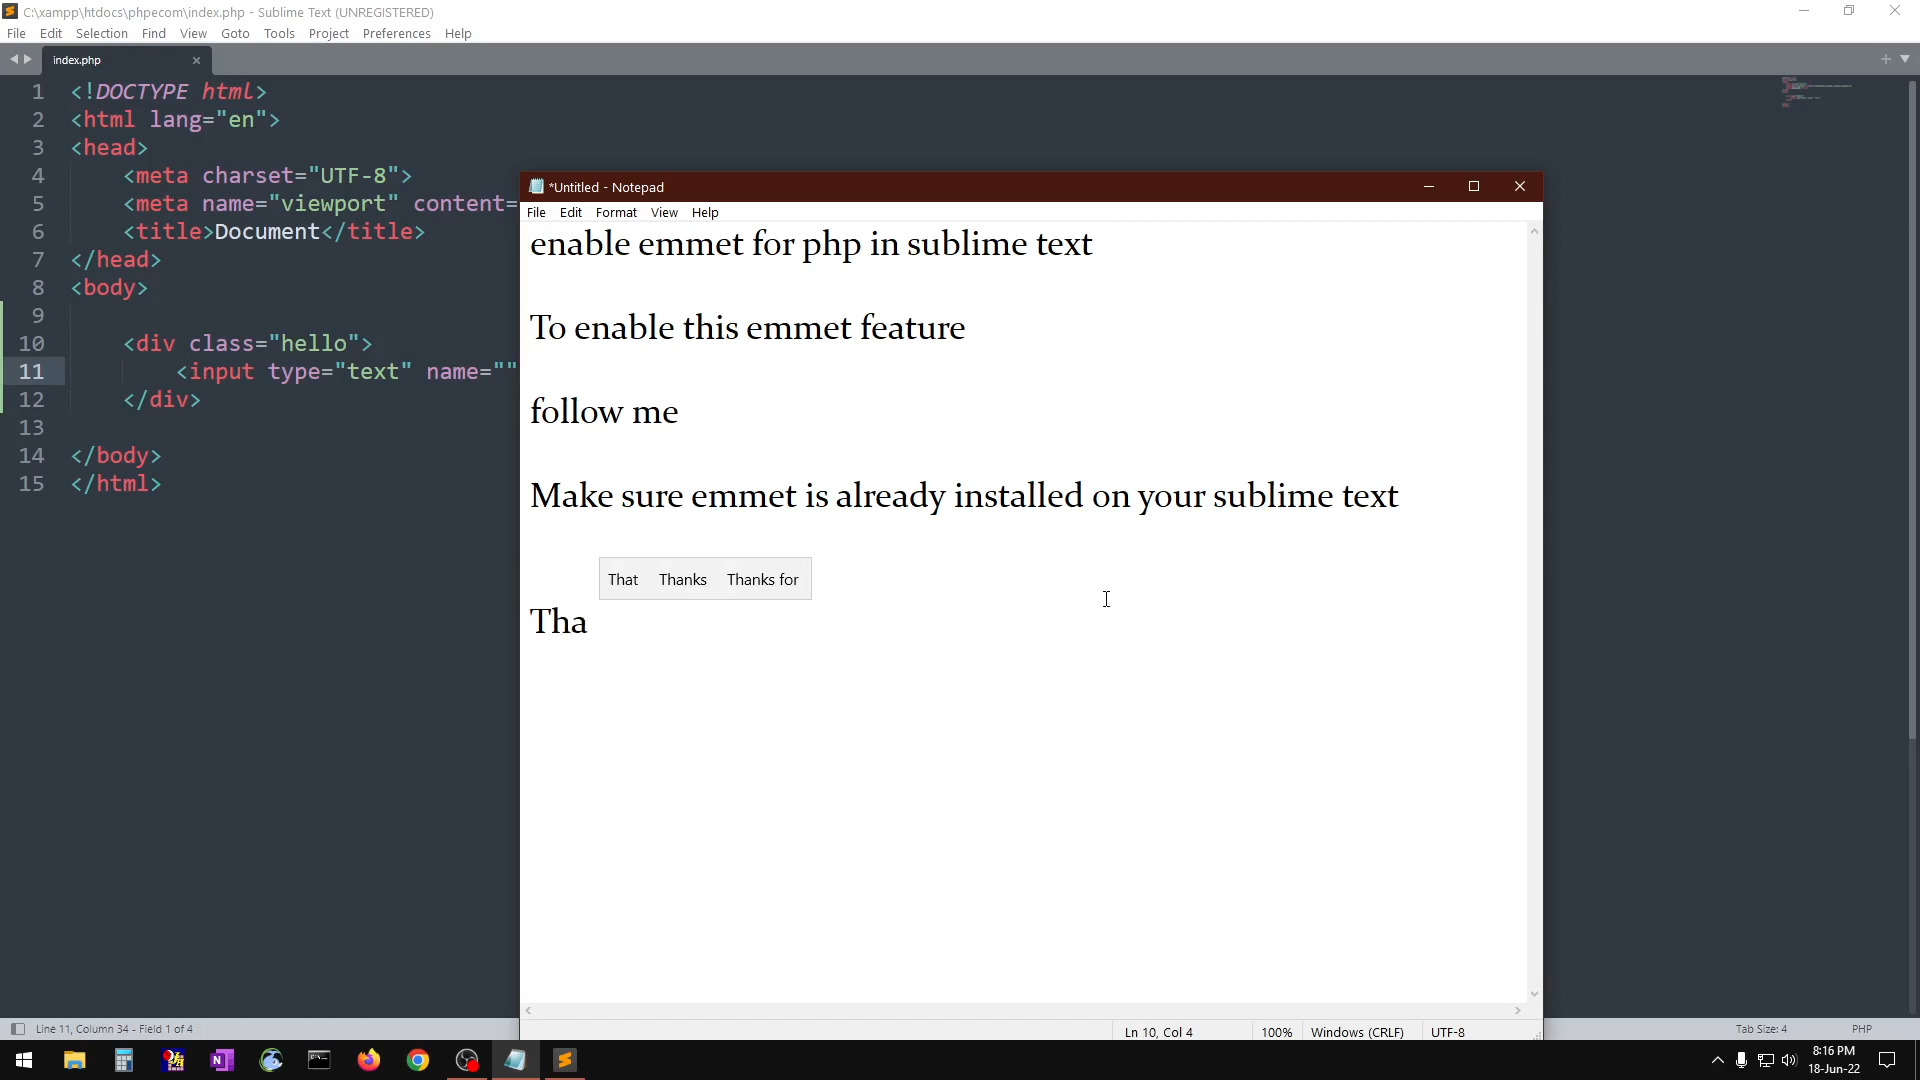 C:\xampp\htdocs\phpecom\index.php - Sublime Text (UNREGISTERED)
File Edit Selection Find View Goto Tools Project Preferences Help
index.php
1 <!DOCTYPE html>
2 <html lang="en">
3 <head>
4 <meta charset="UTF-8">
5 <meta name="viewport" content=
6 <title>Document</title>
7 </head>
8 <body>
9
10 <div class="hello">
11 <input type="text" name=""
12 </div>
13
14 </body>
15 </html>
*Untitled - Notepad
File Edit Format View Help
enable emmet for php in sublime text
To enable this emmet feature
follow me
Make sure emmet is already installed on your sublime text
That Thanks Thanks for
Tha
Ln 10, Col 4 100% Windows (CRLF) UTF-8
Line 11, Column 34 - Field 1 of 4 Tab Size: 4 PHP
8:16 PM
18-Jun-22